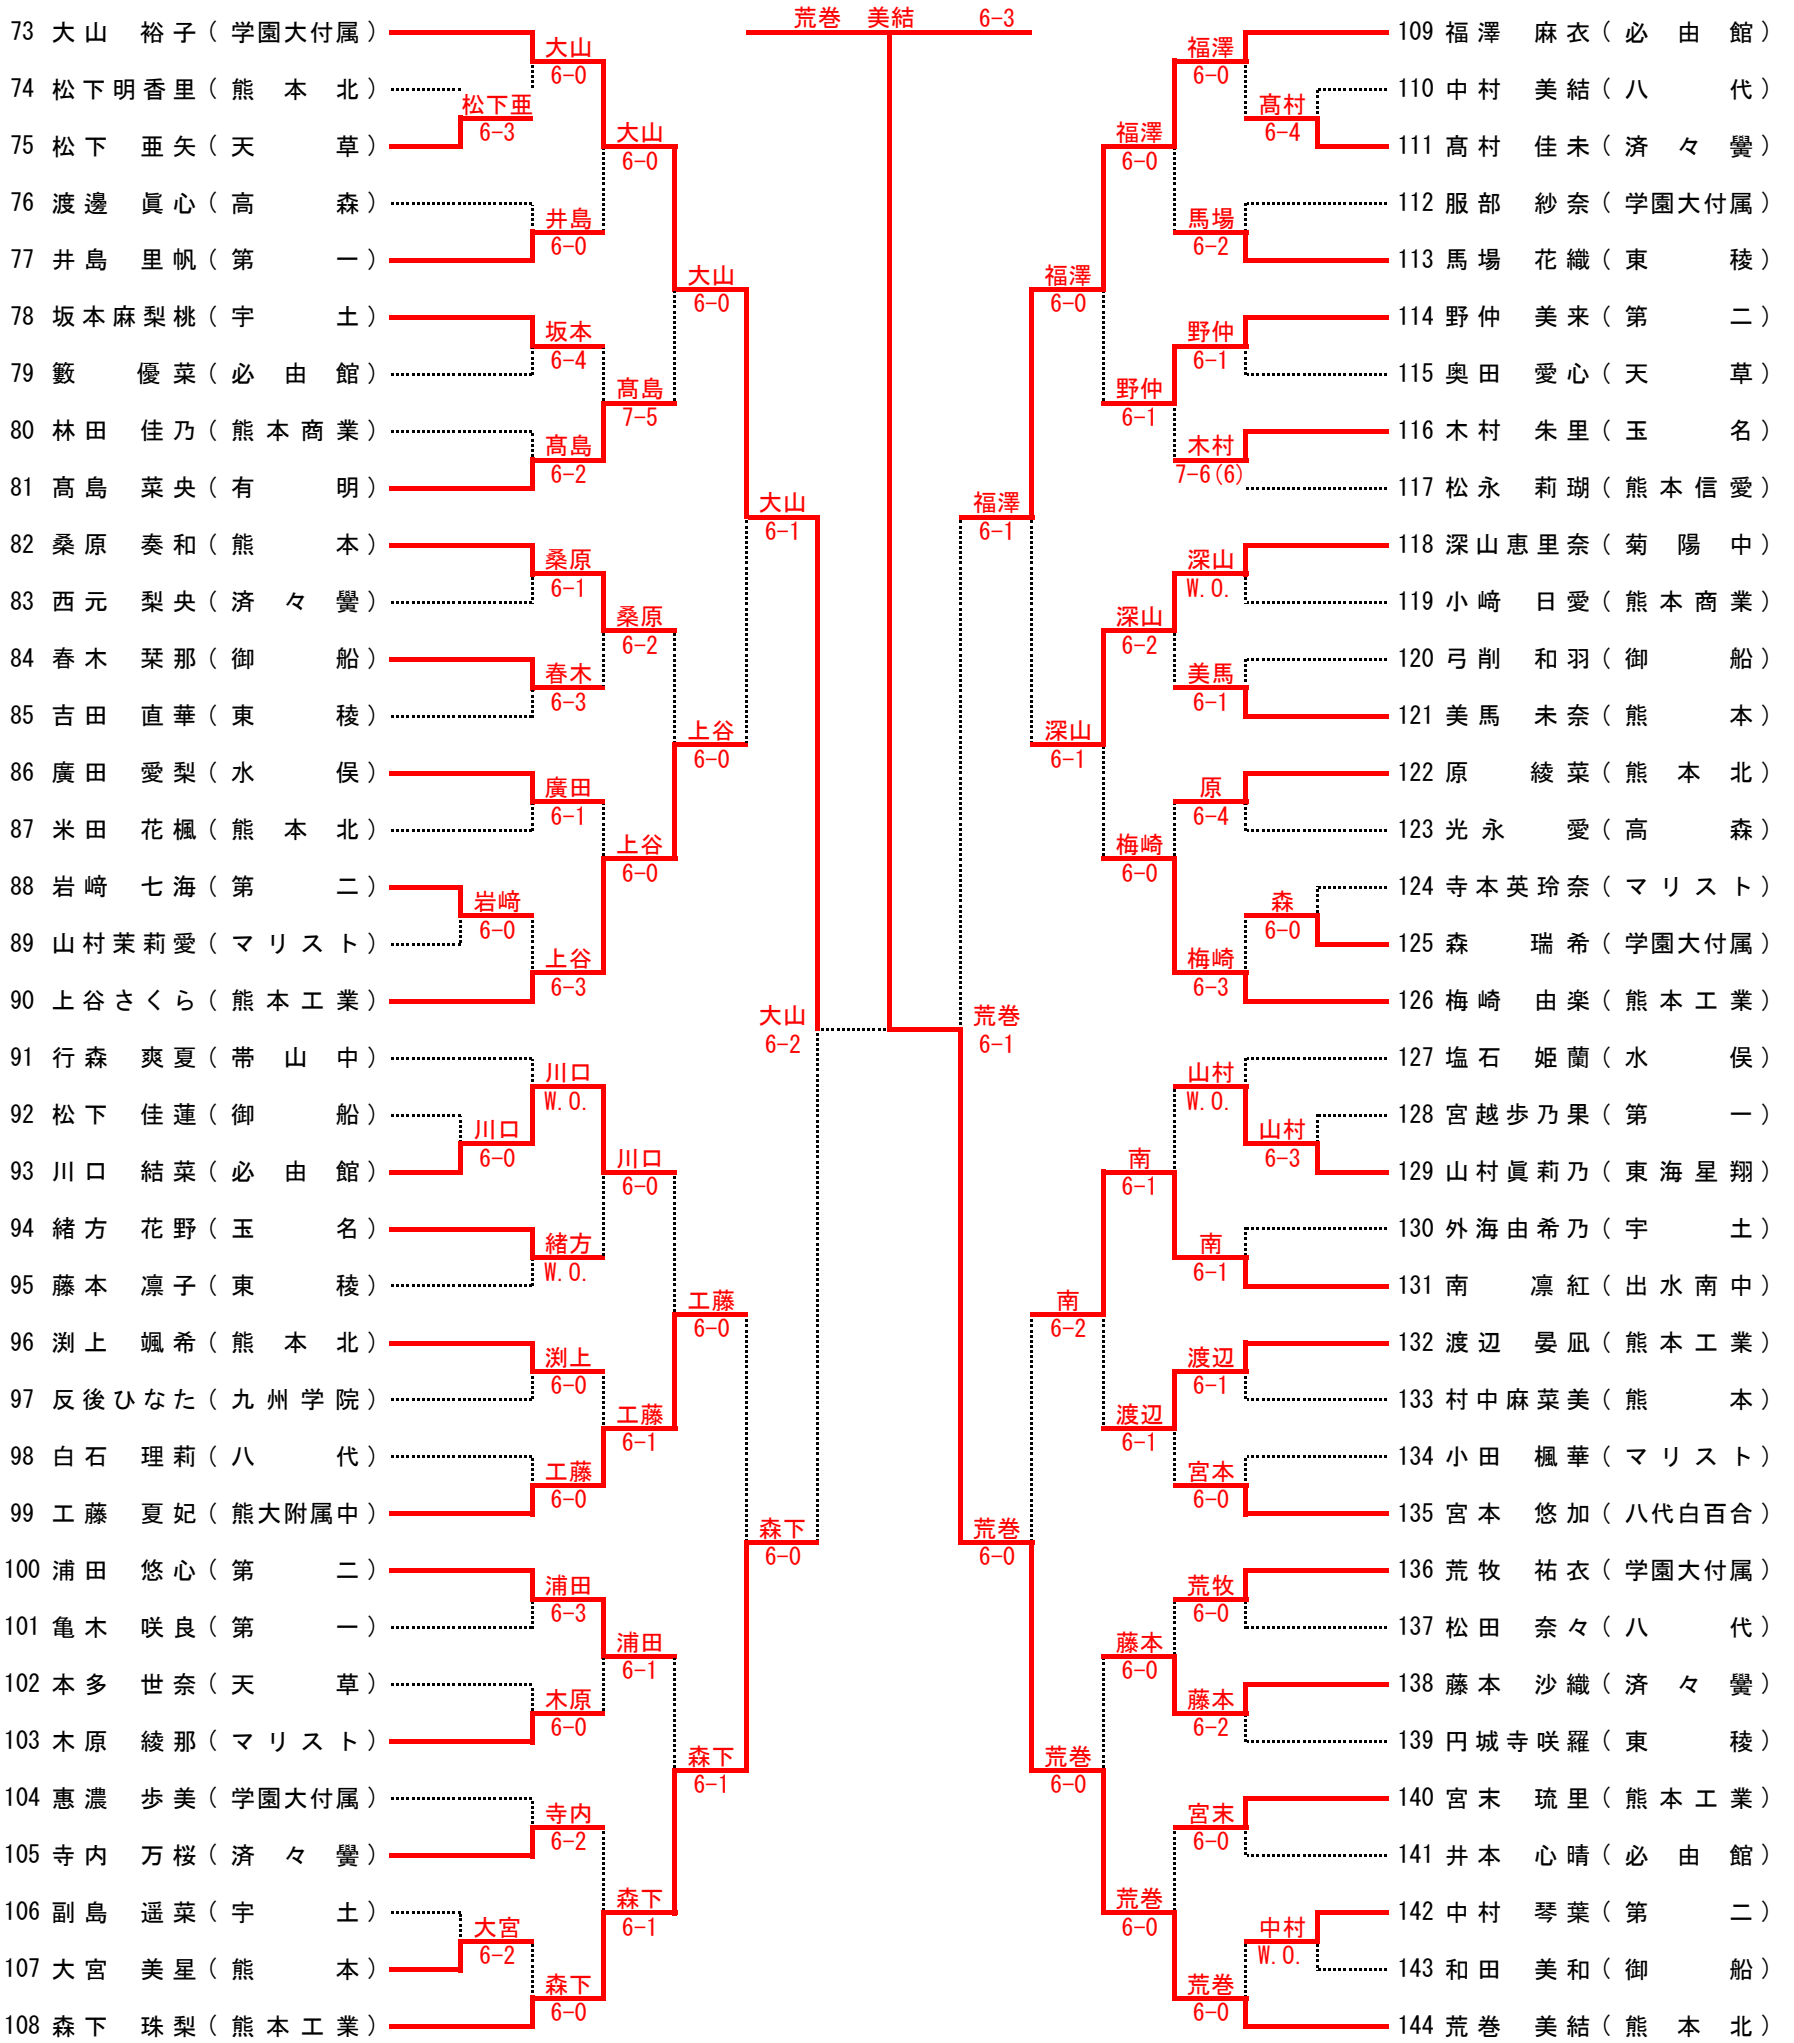 荒巻 美結 6-3
73 大山 裕子 (学園大付属)
74 松下明香里 (熊本北)
75 松下 亜矢 (天草)
76 渡邊 眞心 (高森)
77 井島 里帆 (第一)
78 坂本麻梨桃 (宇土)
79 籔 優菜 (必由館)
80 林田 佳乃 (熊本商業)
81 髙島 菜央 (有明)
82 桑原 奏和 (熊本)
83 西元 梨央 (済々黌)
84 春木 栞那 (御船)
85 吉田 直華 (東稜)
86 廣田 愛梨 (水俣)
87 米田 花楓 (熊本北)
88 岩﨑 七海 (第二)
89 山村茉莉愛 (マリスト)
90 上谷さくら (熊本工業)
91 行森 爽夏 (帯山中)
92 松下 佳蓮 (御船)
93 川口 結菜 (必由館)
94 緒方 花野 (玉名)
95 藤本 凛子 (東稜)
96 渕上 颯希 (熊本北)
97 反後ひなた (九州学院)
98 白石 理莉 (八代)
99 工藤 夏妃 (熊大附属中)
100 浦田 悠心 (第二)
101 亀木 咲良 (第一)
102 本多 世奈 (天草)
103 木原 綾那 (マリスト)
104 惠濃 歩美 (学園大付属)
105 寺内 万桜 (済々黌)
106 副島 遥菜 (宇土)
107 大宮 美星 (熊本)
108 森下 珠梨 (熊本工業)
松下亜
6-3
岩﨑
6-0
川口
6-0
大宮
6-2
大山
6-0
井島
6-0
坂本
6-4
髙島
6-2
桑原
6-1
春木
6-3
廣田
6-1
上谷
6-3
川口
W.O.
緒方
W.O.
渕上
6-0
工藤
6-0
浦田
6-3
木原
6-0
寺内
6-2
森下
6-0
大山
6-0
髙島
7-5
桑原
6-2
上谷
6-0
川口
6-0
工藤
6-1
浦田
6-1
森下
6-1
大山
6-0
上谷
6-0
工藤
6-0
森下
6-1
大山
6-1
森下
6-0
大山
6-2
荒巻
6-1
福澤
6-1
荒巻
6-0
福澤
6-0
深山
6-1
南
6-2
荒巻
6-0
福澤
6-0
野仲
6-1
深山
6-2
梅崎
6-0
南
6-1
渡辺
6-1
藤本
6-0
荒巻
6-0
福澤
6-0
馬場
6-2
野仲
6-1
木村
7-6(6)
深山
W.O.
美馬
6-1
原
6-4
梅崎
6-3
山村
W.O.
南
6-1
渡辺
6-1
宮本
6-0
荒牧
6-0
藤本
6-2
宮末
6-0
荒巻
6-0
髙村
6-4
森
6-0
山村
6-3
中村
W.O.
109 福澤 麻衣 (必由館)
110 中村 美結 (八代)
111 髙村 佳未 (済々黌)
112 服部 紗奈 (学園大付属)
113 馬場 花織 (東稜)
114 野仲 美来 (第二)
115 奥田 愛心 (天草)
116 木村 朱里 (玉名)
117 松永 莉瑚 (熊本信愛)
118 深山恵里奈 (菊陽中)
119 小﨑 日愛 (熊本商業)
120 弓削 和羽 (御船)
121 美馬 未奈 (熊本)
122 原 綾菜 (熊本北)
123 光永 愛 (高森)
124 寺本英玲奈 (マリスト)
125 森 瑞希 (学園大付属)
126 梅崎 由楽 (熊本工業)
127 塩石 姫蘭 (水俣)
128 宮越歩乃果 (第一)
129 山村眞莉乃 (東海星翔)
130 外海由希乃 (宇土)
131 南 凛紅 (出水南中)
132 渡辺 晏凪 (熊本工業)
133 村中麻菜美 (熊本)
134 小田 楓華 (マリスト)
135 宮本 悠加 (八代白百合)
136 荒牧 祐衣 (学園大付属)
137 松田 奈々 (八代)
138 藤本 沙織 (済々黌)
139 円城寺咲羅 (東稜)
140 宮末 琉里 (熊本工業)
141 井本 心晴 (必由館)
142 中村 琴葉 (第二)
143 和田 美和 (御船)
144 荒巻 美結 (熊本北)